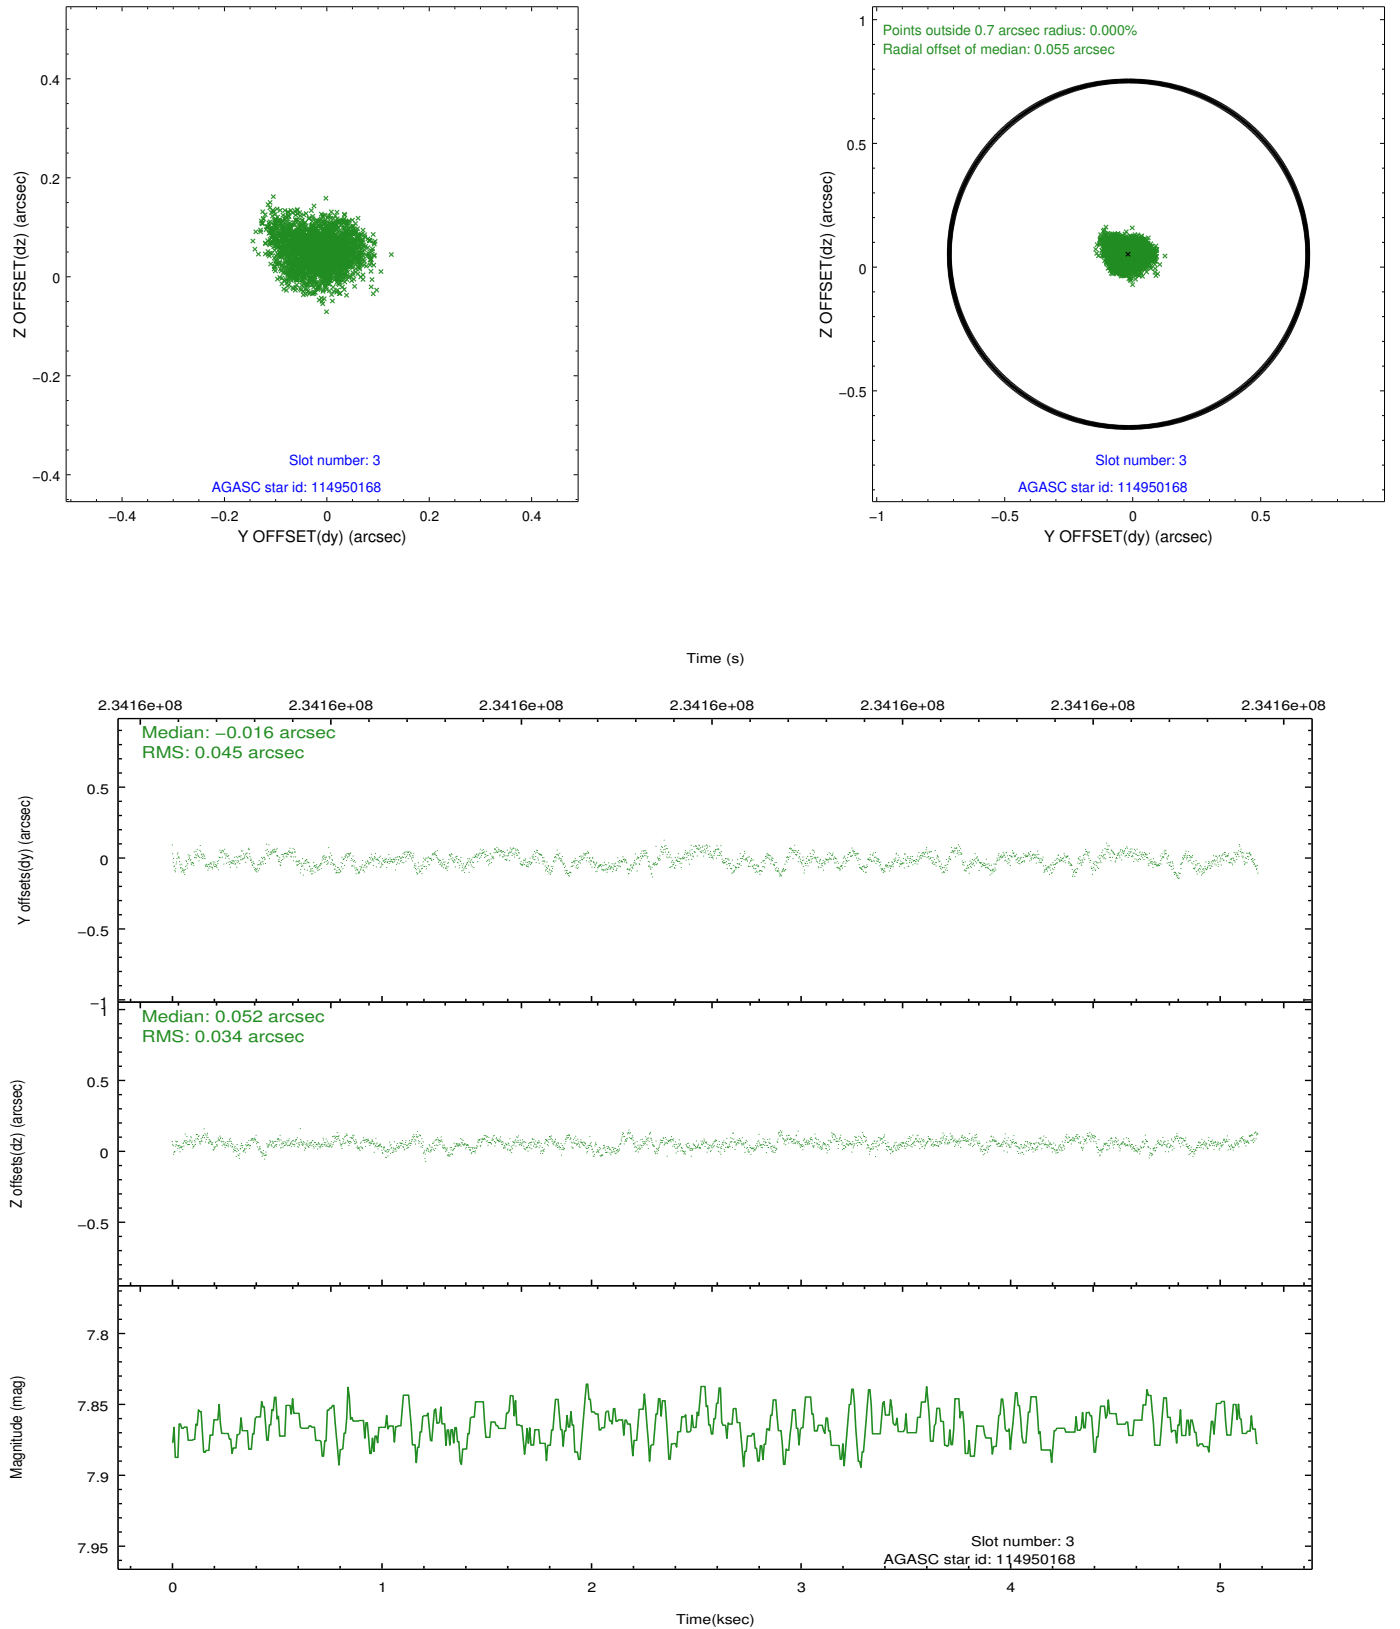 0.4
0.2
0
−0.2
−0.4
Z OFFSET(dz) (arcsec)
Slot number: 3
AGASC star id: 114950168
−0.4 −0.2 0 0.2 0.4
Y OFFSET(dy) (arcsec)
Points outside 0.7 arcsec radius: 0.000%
Radial offset of median: 0.055 arcsec
1
0.5
0
−0.5
Z OFFSET(dz) (arcsec)
Slot number: 3
AGASC star id: 114950168
−1 −0.5 0 0.5
Y OFFSET(dy) (arcsec)
Time (s)
2.3416e+08 2.3416e+08 2.3416e+08 2.3416e+08 2.3416e+08 2.3416e+08 2.3416e+08
Median: −0.016 arcsec
RMS: 0.045 arcsec
0.5
0
−0.5
−1
Y offsets(dy) (arcsec)
Median: 0.052 arcsec
RMS: 0.034 arcsec
1
0.5
0
−0.5
Z offsets(dz) (arcsec)
7.8
7.85
7.9
7.95
Magnitude (mag)
Slot number: 3
AGASC star id: 114950168
0 1 2 3 4 5
Time(ksec)